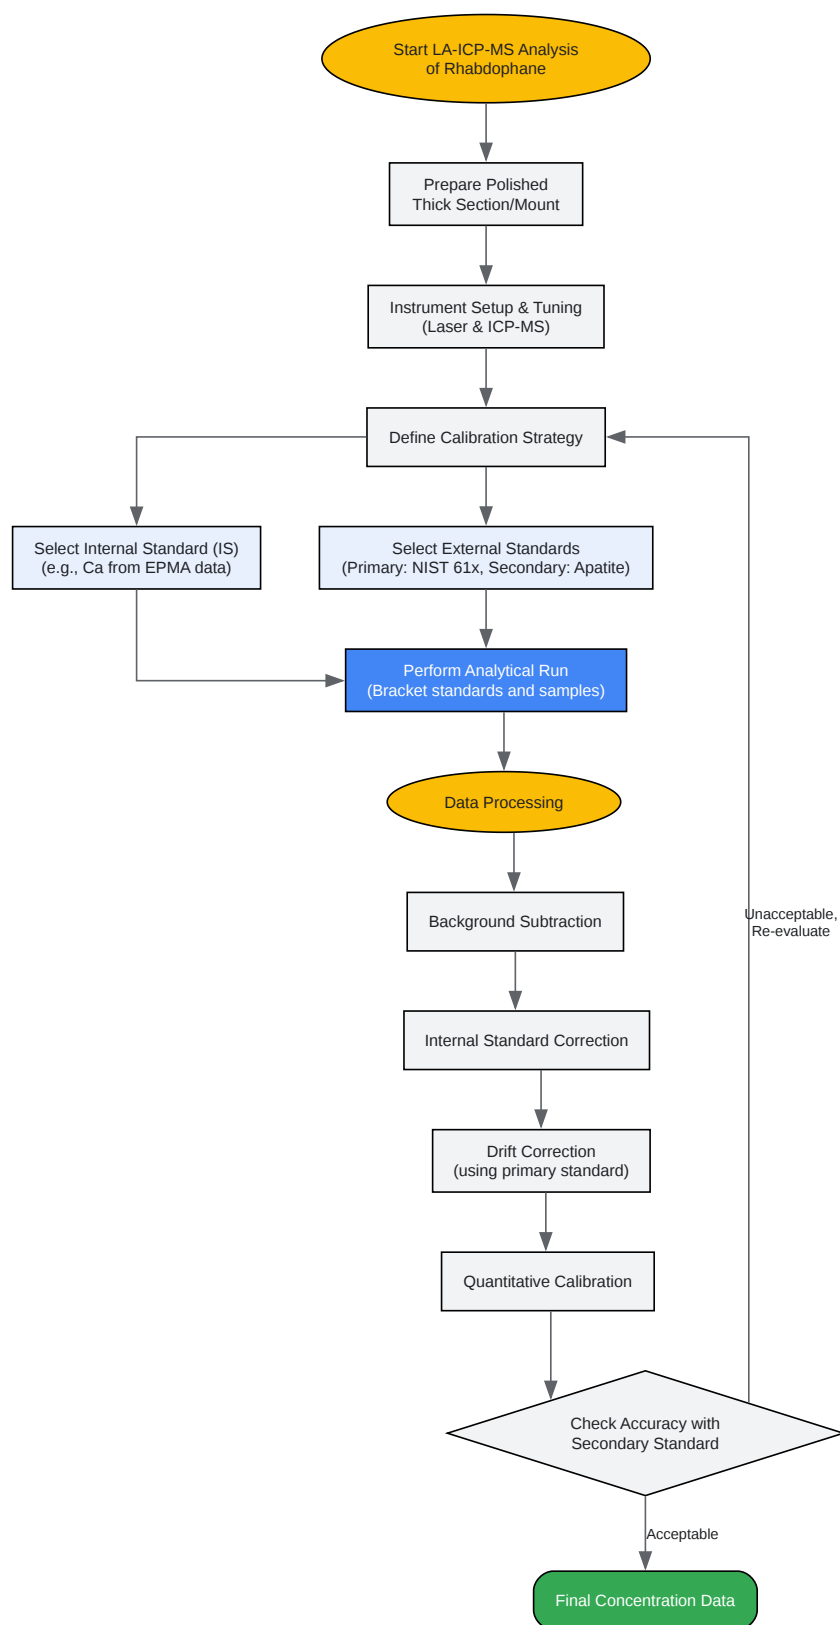 Start LA-ICP-MS Analysis
of Rhabdophane
Prepare Polished
Thick Section/Mount
Instrument Setup & Tuning
(Laser & ICP-MS)
Define Calibration Strategy
Select Internal Standard (IS)
(e.g., Ca from EPMA data)
Select External Standards
(Primary: NIST 61x, Secondary: Apatite)
Perform Analytical Run
(Bracket standards and samples)
Data Processing
Background Subtraction
Unacceptable,
Re-evaluate
Internal Standard Correction
Drift Correction
(using primary standard)
Quantitative Calibration
Check Accuracy with
Secondary Standard
Acceptable
Final Concentration Data